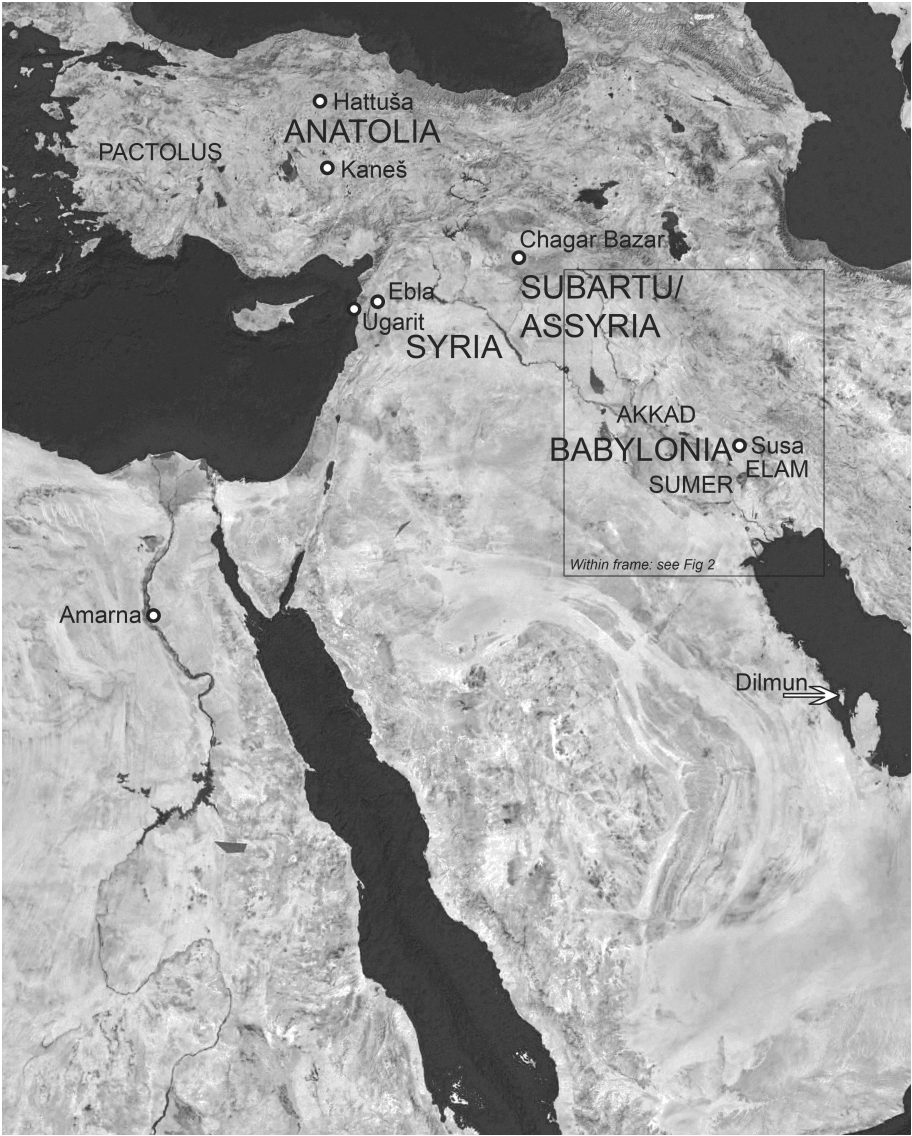 Hattuša
ANATOLIA
PACTOLUS
Kaneš
Chagar Bazar
SUBARTU/
ASSYRIA
Ebla
Ugarit
SYRIA
AKKAD
BABYLONIA
Susa
ELAM
SUMER
Within frame: see Fig 2
Amarna
Dilmun